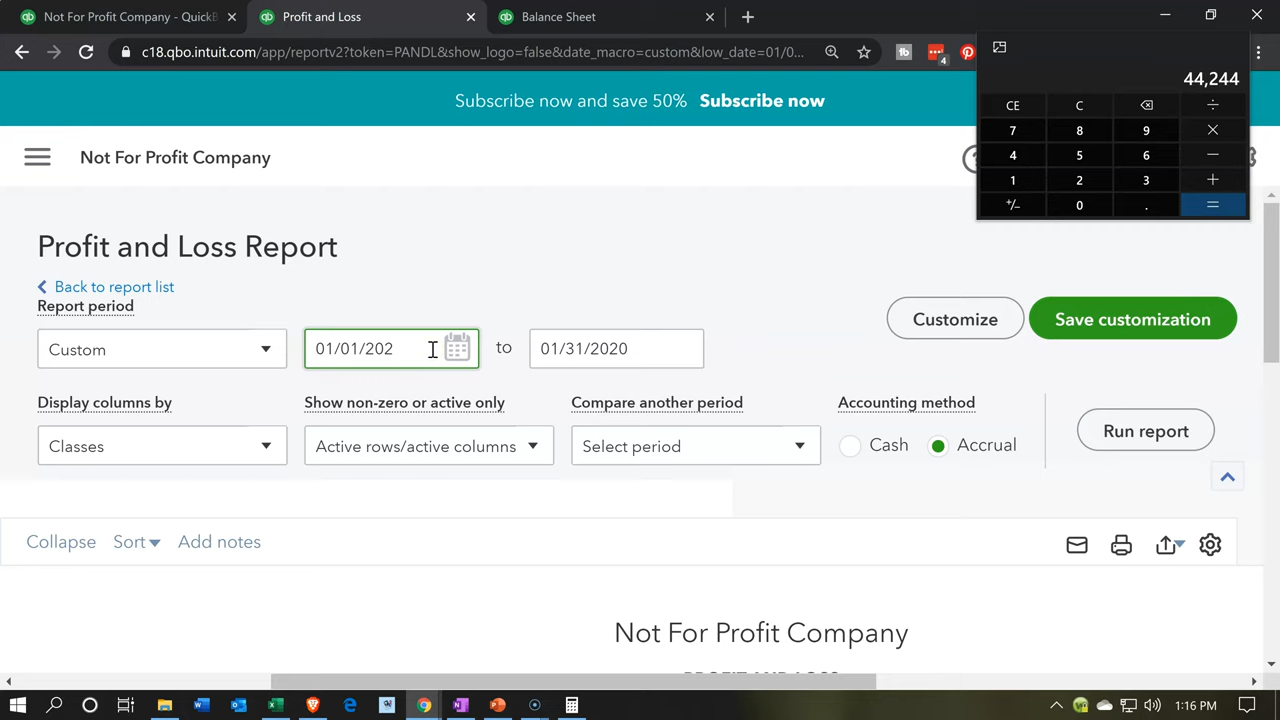 Not For Profit Company - QuickB
Profit and Loss
Balance Sheet
c18.qbo.intuit.com/app/reportv2?token=PANDL&show_logo=false&date_macro=custom&low_date=01/0...
4
44,244
CE C
7 8 9 ×
4 5 6 −
1 2 3 +
+/− 0 . =
Subscribe now and save 50% Subscribe now
Not For Profit Company
Profit and Loss Report
Back to report list
Report period
Custom 01/01/202 to 01/31/2020
Customize Save customization
Display columns by Show non-zero or active only Compare another period Accounting method
Classes Active rows/active columns Select period Cash Accrual Run report
Collapse Sort Add notes
Not For Profit Company
1:16 PM